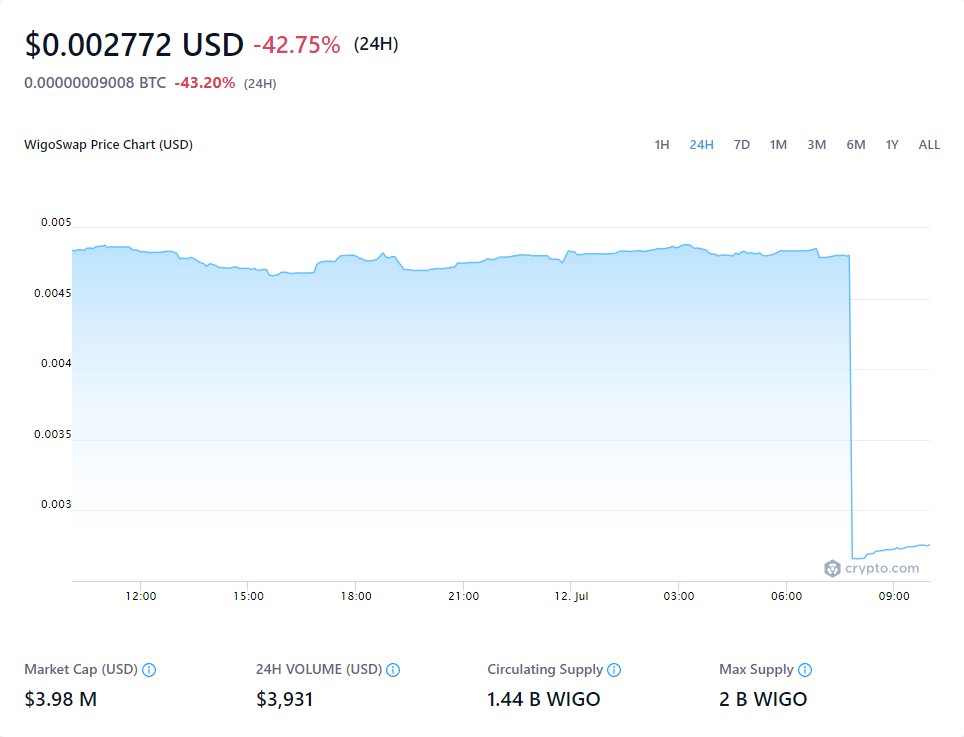 $0.002772 USD -42.75% (24H)
0.00000009008 BTC -43.20% (24H)
WigoSwap Price Chart (USD) 1H 24H 7D 1M 3M 6M 1Y ALL
0.005
0.0045
0.004
0.0035
0.003
crypto.com
12:00 15:00 18:00 21:00 12. Jul 03:00 06:00 09:00
Market Cap (USD) 24H VOLUME (USD) Circulating Supply Max Supply
$3.98 M $3,931 1.44 B WIGO 2 B WIGO